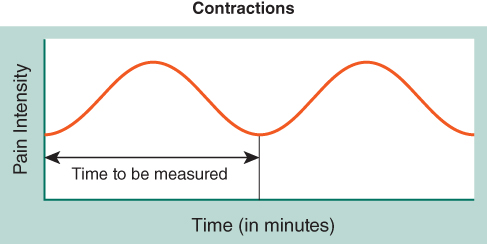 Contractions
Pain Intensity
Time to be measured
Time (in minutes)